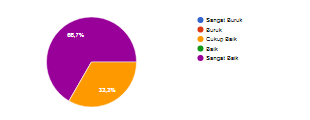 66,7%
33,3%
Sangat Buruk
Buruk
Cukup Baik
Baik
Sangat Baik